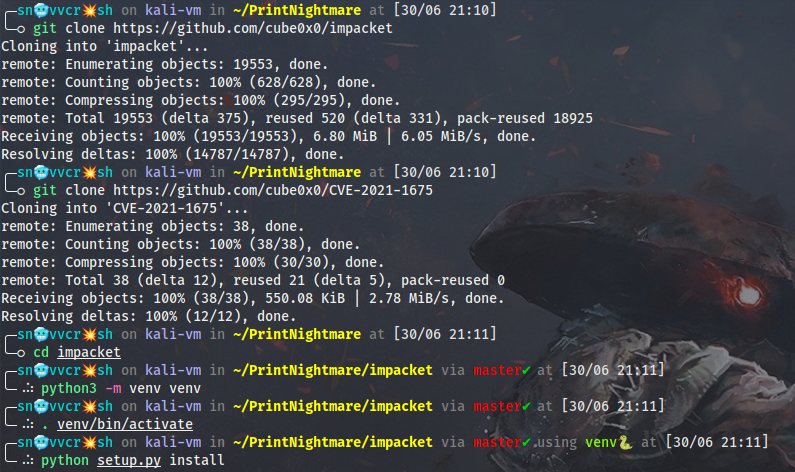 ╭─sn🥶vvcr💥sh on kali-vm in ~/PrintNightmare at [30/06 21:10]
╰─○ git clone https://github.com/cube0x0/impacket
Cloning into 'impacket'...
remote: Enumerating objects: 19553, done.
remote: Counting objects: 100% (628/628), done.
remote: Compressing objects: 100% (295/295), done.
remote: Total 19553 (delta 375), reused 520 (delta 331), pack-reused 18925
Receiving objects: 100% (19553/19553), 6.80 MiB | 6.05 MiB/s, done.
Resolving deltas: 100% (14787/14787), done.
╭─sn🥶vvcr💥sh on kali-vm in ~/PrintNightmare at [30/06 21:10]
╰─○ git clone https://github.com/cube0x0/CVE-2021-1675
Cloning into 'CVE-2021-1675'...
remote: Enumerating objects: 38, done.
remote: Counting objects: 100% (38/38), done.
remote: Compressing objects: 100% (30/30), done.
remote: Total 38 (delta 12), reused 21 (delta 5), pack-reused 0
Receiving objects: 100% (38/38), 550.08 KiB | 2.78 MiB/s, done.
Resolving deltas: 100% (12/12), done.
╭─sn🥶vvcr💥sh on kali-vm in ~/PrintNightmare at [30/06 21:11]
╰─○ cd impacket
╭─sn🥶vvcr💥sh on kali-vm in ~/PrintNightmare/impacket via master✔ at [30/06 21:11]
╰─∴ python3 -m venv venv
╭─sn🥶vvcr💥sh on kali-vm in ~/PrintNightmare/impacket via master✔ at [30/06 21:11]
╰─∴ . venv/bin/activate
╭─sn🥶vvcr💥sh on kali-vm in ~/PrintNightmare/impacket via master✔ using venv🐍 at [30/06 21:11]
╰─∴ python setup.py install